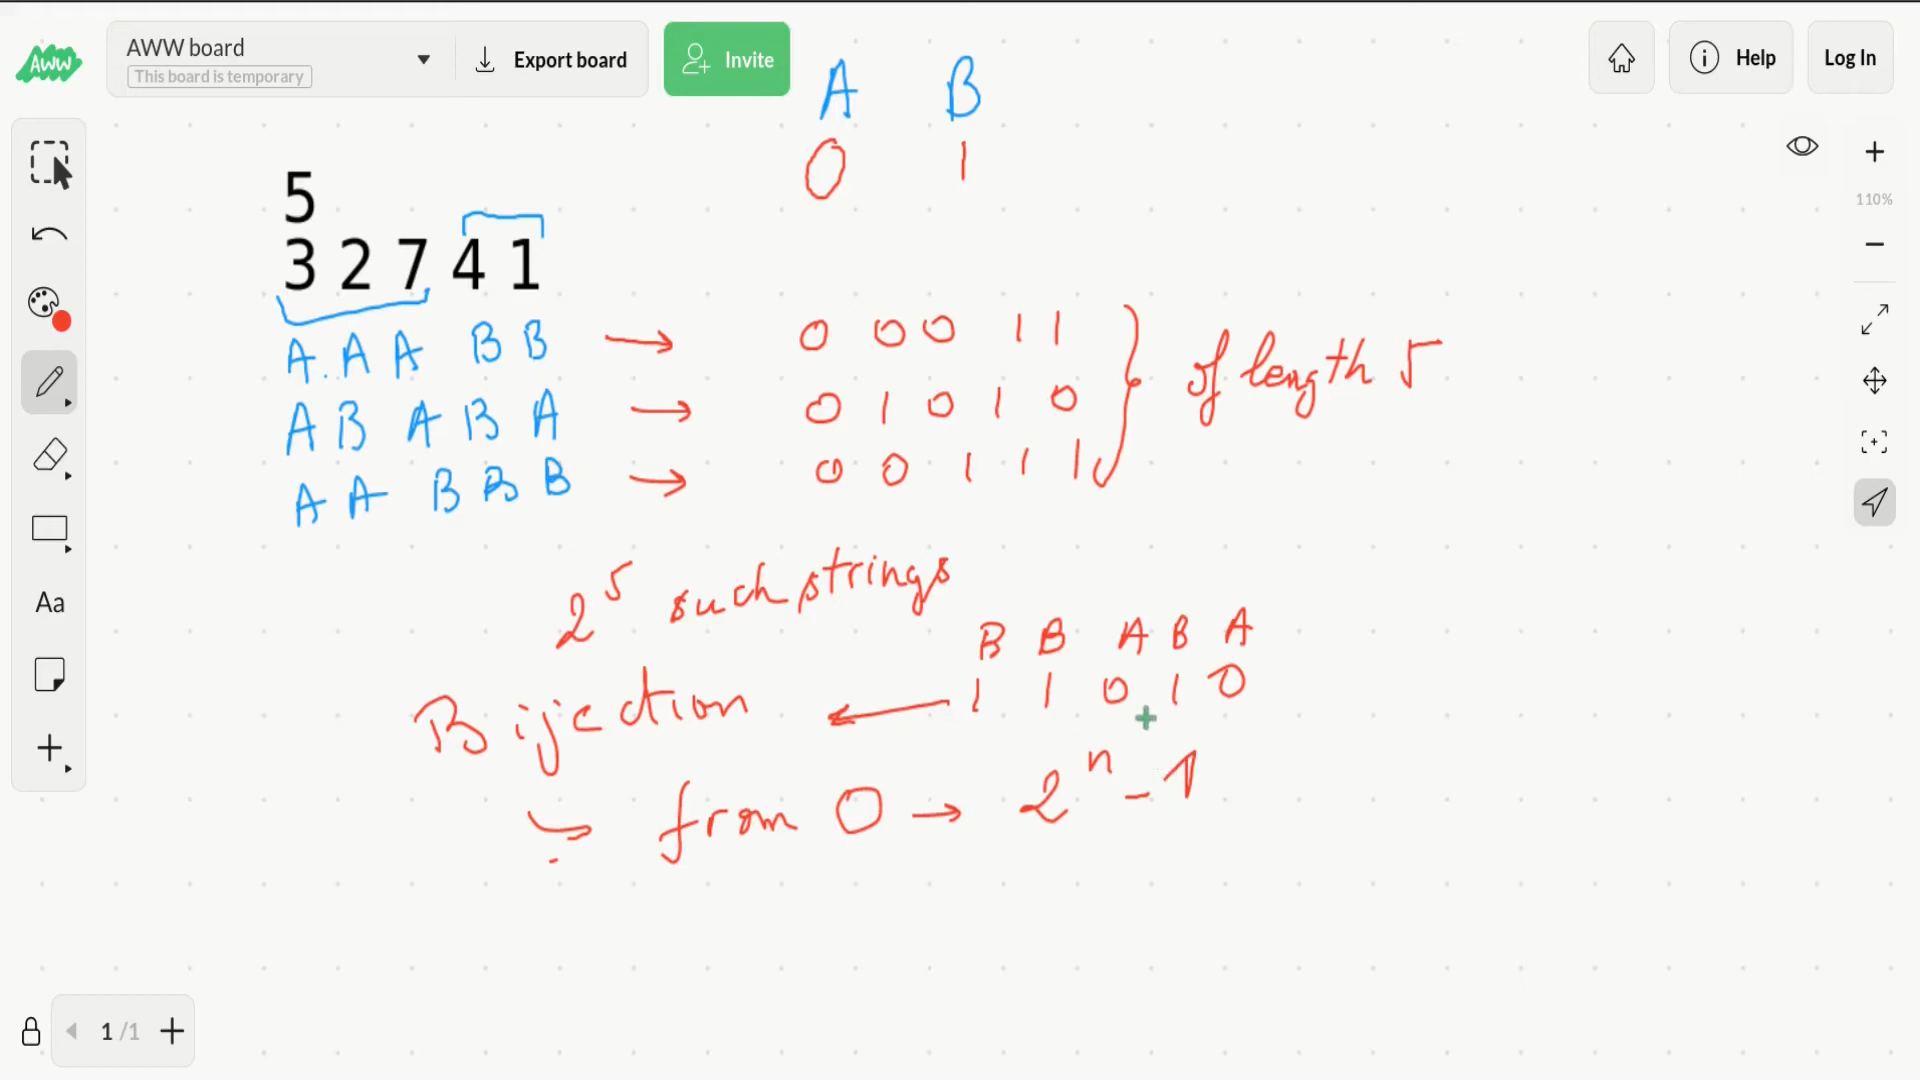 AWW
AWW board
This board is temporary
Export board
Invite
Help
Log In
A B
0 1
110%
5
3 2 7 4 1
A . A A B B → 0 0 0 1 1
A B A B A → 0 1 0 1 0
A A B B B → 0 0 1 1 1
of length 5
2^5 such strings
B B A B A
Bijection ← 1 1 0 1 0
from 0 → 2^n - 1
Aa
1 /1